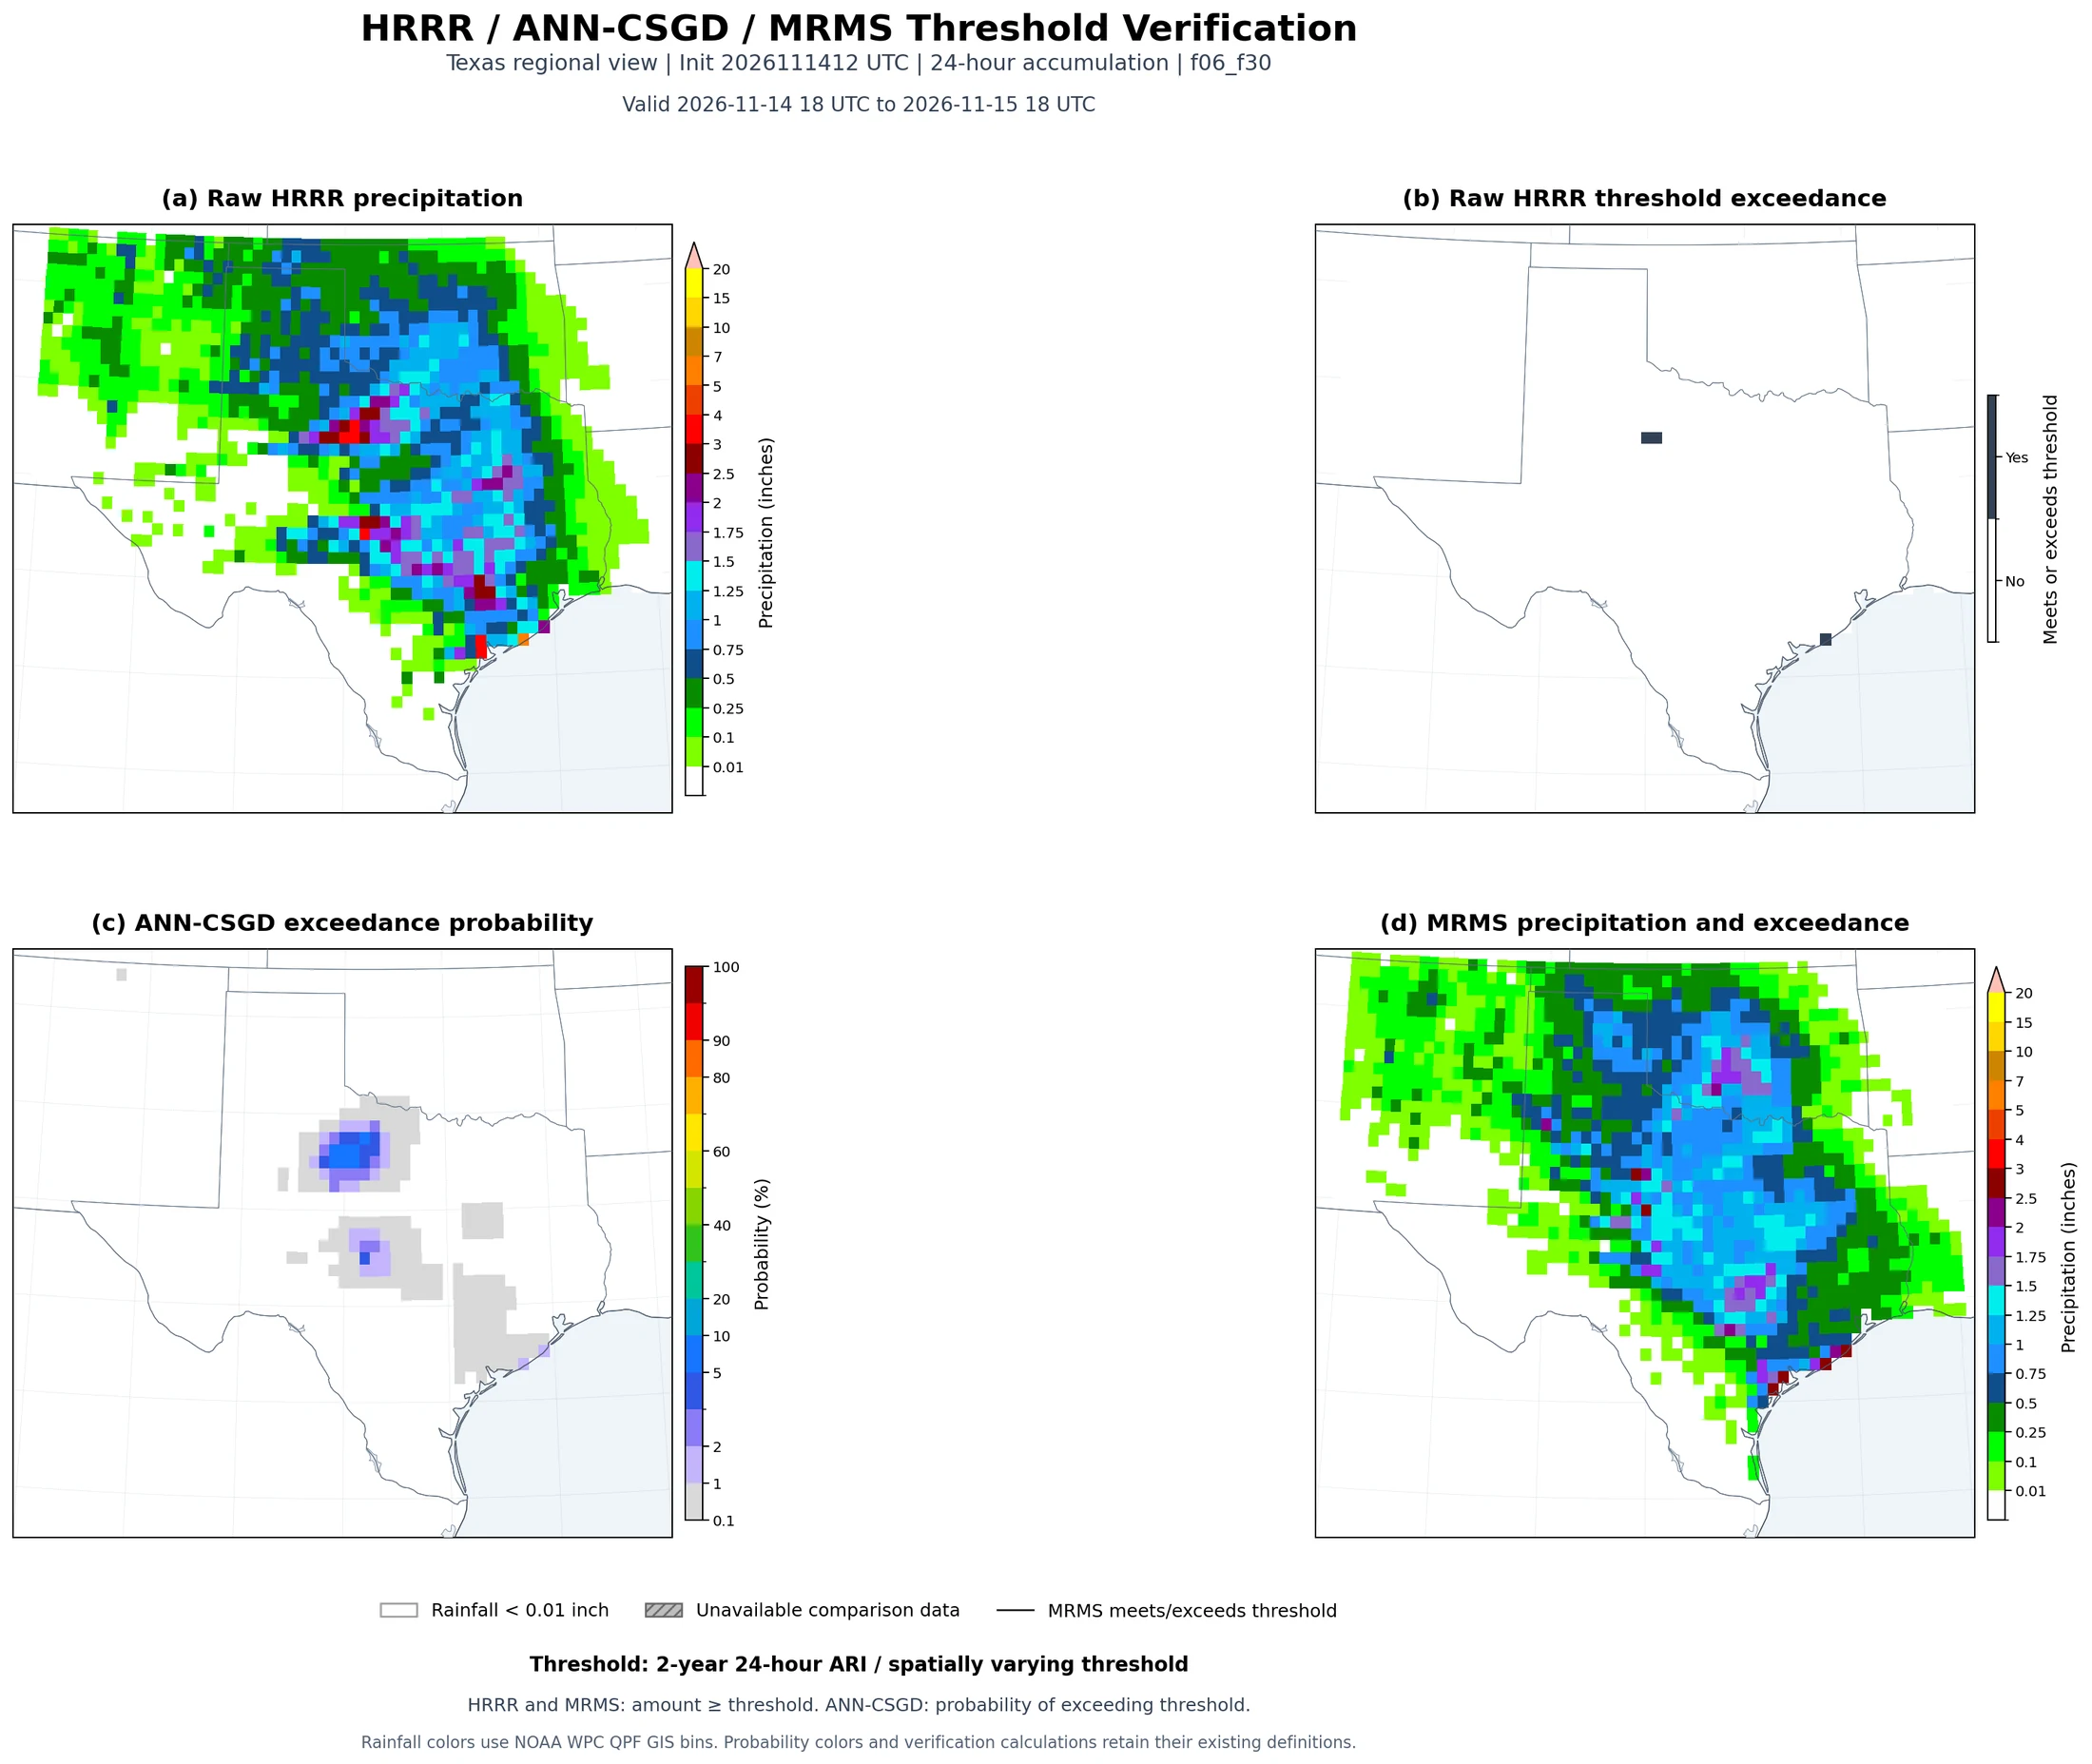 HRRR / ANN-CSGD / MRMS Threshold Verification
Texas regional view | Init 2026111412 UTC | 24-hour accumulation | f06_f30
Valid 2026-11-14 18 UTC to 2026-11-15 18 UTC
(a) Raw HRRR precipitation
20
15
10
7
5
4
3
2.5
2
1.75
1.5
1.25
1
0.75
0.5
0.25
0.1
0.01
Precipitation (inches)
(b) Raw HRRR threshold exceedance
Yes
No
Meets or exceeds threshold
(c) ANN-CSGD exceedance probability
100
90
80
60
40
20
10
5
2
1
0.1
Probability (%)
(d) MRMS precipitation and exceedance
20
15
10
7
5
4
3
2.5
2
1.75
1.5
1.25
1
0.75
0.5
0.25
0.1
0.01
Precipitation (inches)
Rainfall < 0.01 inch
Unavailable comparison data
MRMS meets/exceeds threshold
Threshold: 2-year 24-hour ARI / spatially varying threshold
HRRR and MRMS: amount ≥ threshold. ANN-CSGD: probability of exceeding threshold.
Rainfall colors use NOAA WPC QPF GIS bins. Probability colors and verification calculations retain their existing definitions.